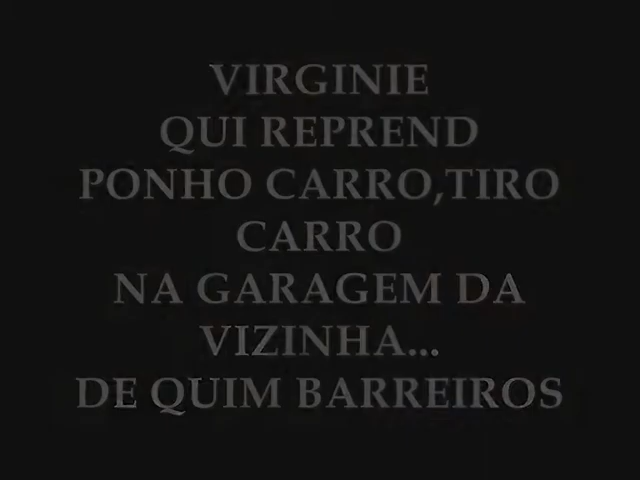 VIRGINIE
QUI REPREND
PONHO CARRO,TIRO
CARRO
NA GARAGEM DA
VIZINHA...
DE QUIM BARREIROS